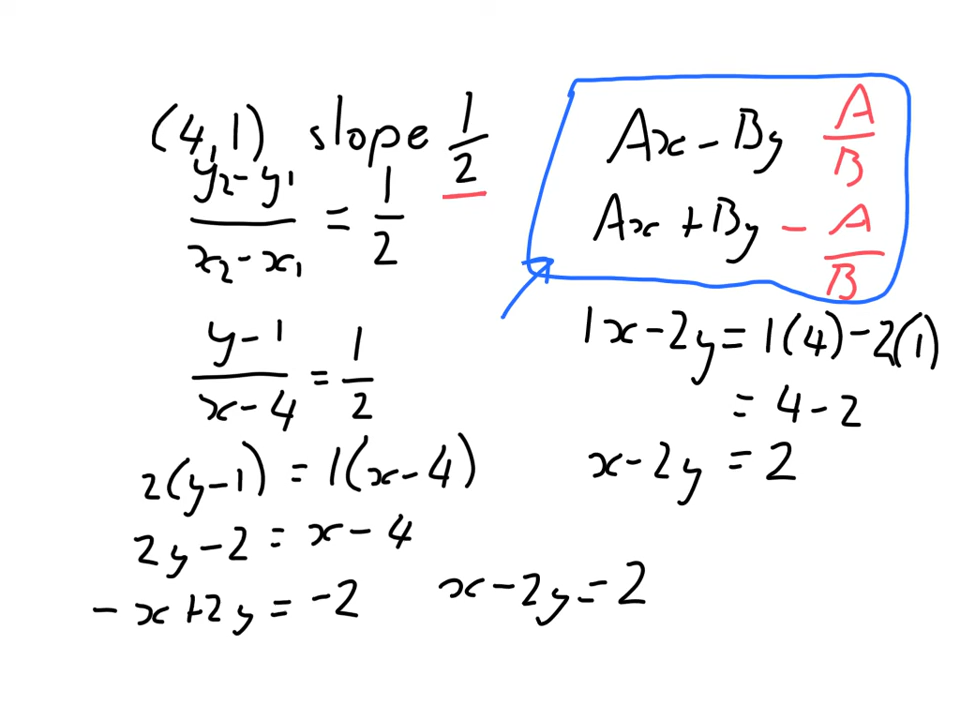 (4,1) slope 1/2
(y₂-y₁)/(x₂-x₁) = 1/2
(y-1)/(x-4) = 1/2
2(y-1) = 1(x-4)
2y-2 = x-4
-x+2y = -2
x-2y=2
Ax-By A/B
Ax+By -A/B
1x-2y=1(4)-2(1)
=4-2
x-2y=2